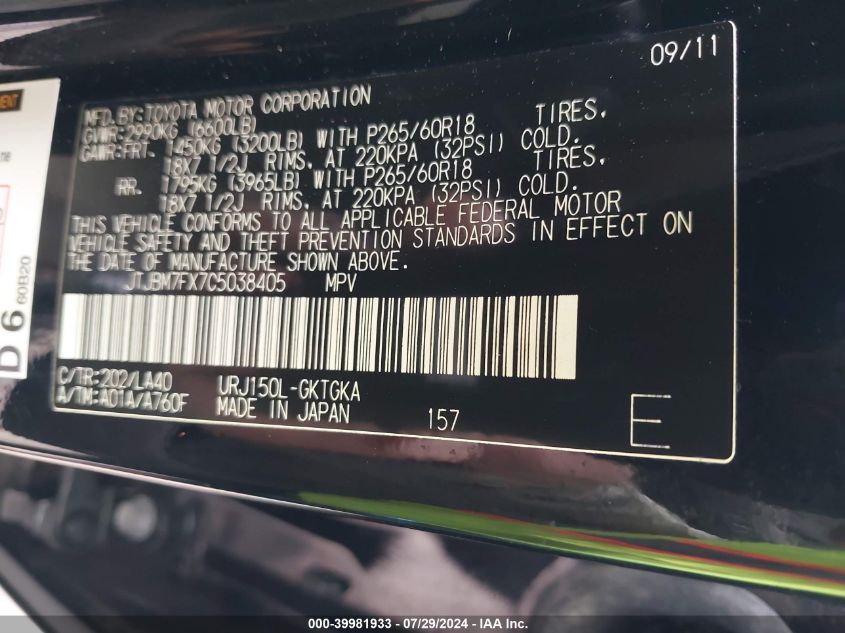 09/11
MFD. BY: TOYOTA MOTOR CORPORATION
GVWR: 2990KG (6600LB)
GAWR: FRT. 1450KG (3200LB) WITH P265/60R18 TIRES,
18X7 1/2J RIMS, AT 220KPA (32PSI) COLD.
RR. 1795KG (3965LB) WITH P265/60R18 TIRES,
18X7 1/2J RIMS, AT 220KPA (32PSI) COLD.
THIS VEHICLE CONFORMS TO ALL APPLICABLE FEDERAL MOTOR
VEHICLE SAFETY AND THEFT PREVENTION STANDARDS IN EFFECT ON
THE DATE OF MANUFACTURE SHOWN ABOVE.
JTJBM7FX7C5038405 MPV
C/TR: 202/LA40 URJ150L-GKTGKA
A/TM: A01A/A760F MADE IN JAPAN 157 E
D 6 60B20
000-39981933 - 07/29/2024 - IAA Inc.